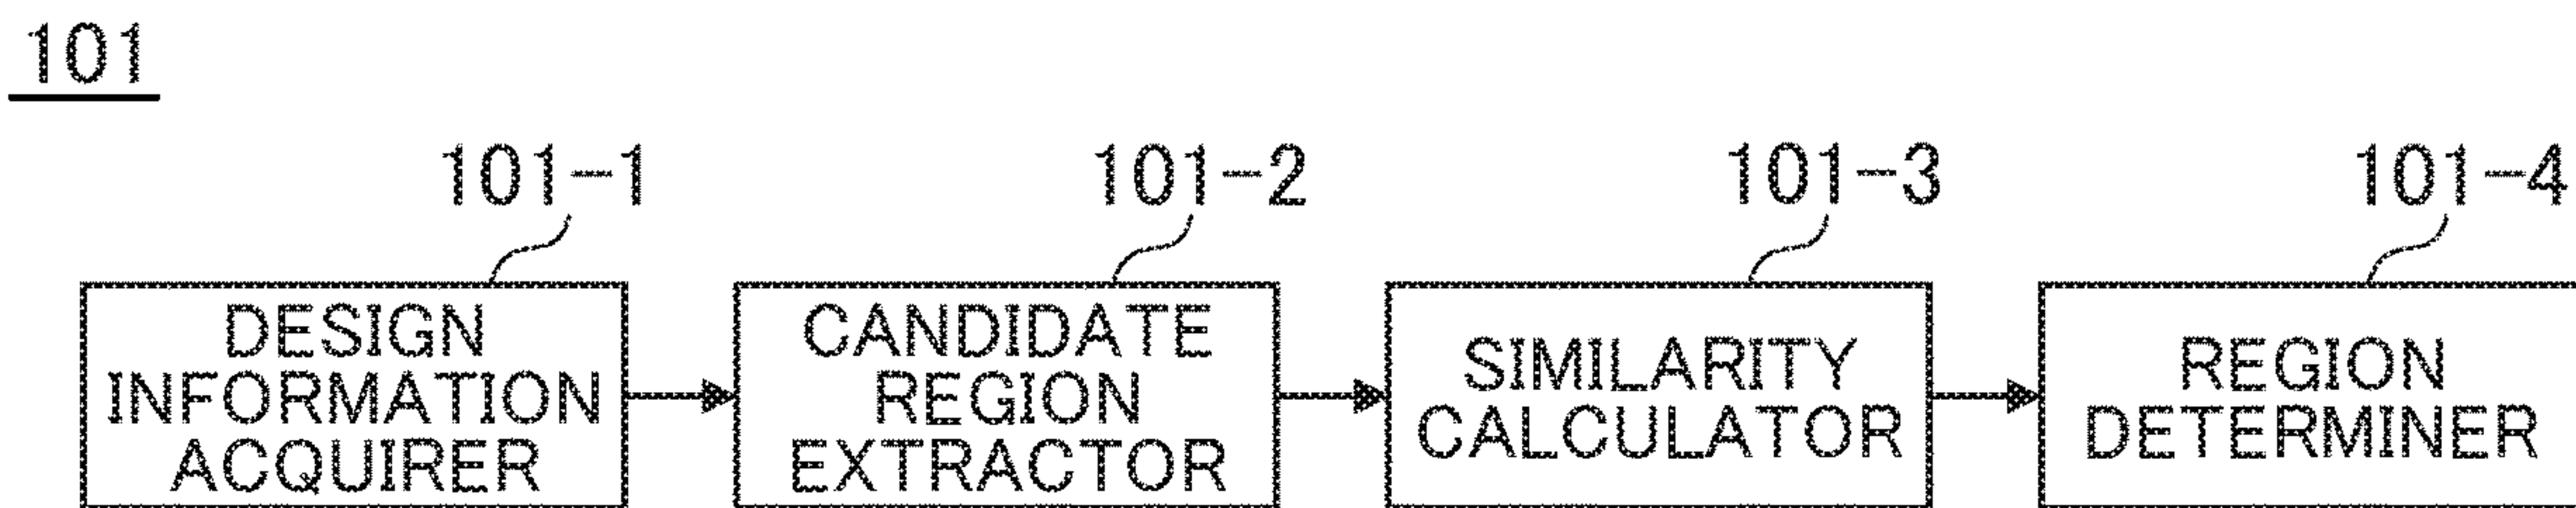 101
101-1
101-2
101-3
101-4
DESIGN
INFORMATION
ACQUIRER
CANDIDATE
REGION
EXTRACTOR
SIMILARITY
CALCULATOR
REGION
DETERMINER